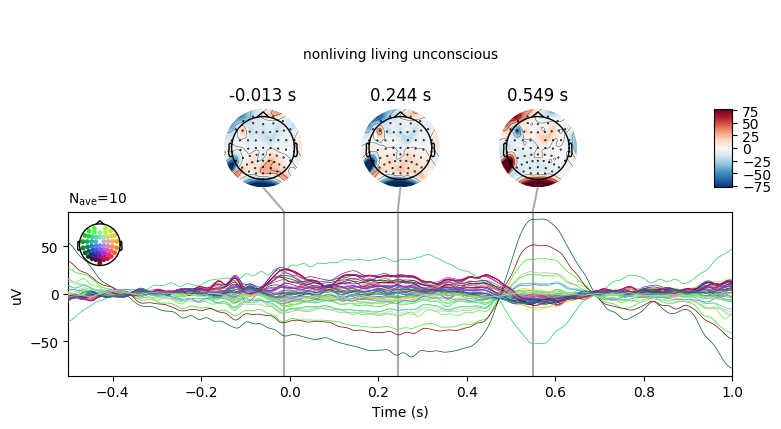 nonliving living unconscious
-0.013 s 0.244 s 0.549 s
75
50
25
0
−25
−50
−75
Nave=10
50
0
−50
uV
−0.4 −0.2 0.0 0.2 0.4 0.6 0.8 1.0
Time (s)